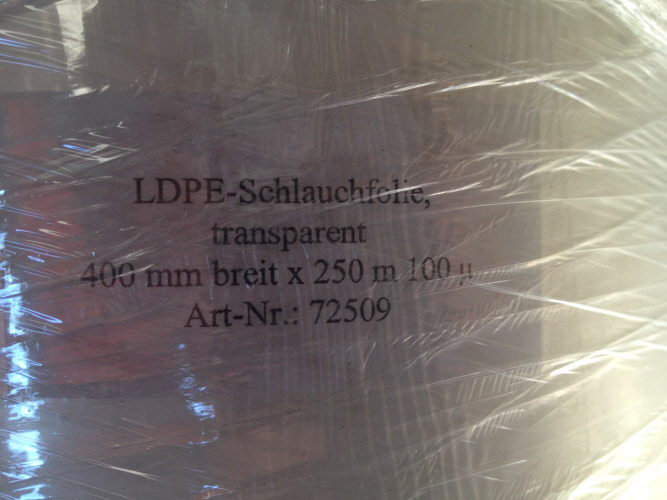 LDPE-Schlauchfolie,
transparent
400 mm breit x 250 m 100 µ
Art-Nr.: 72509